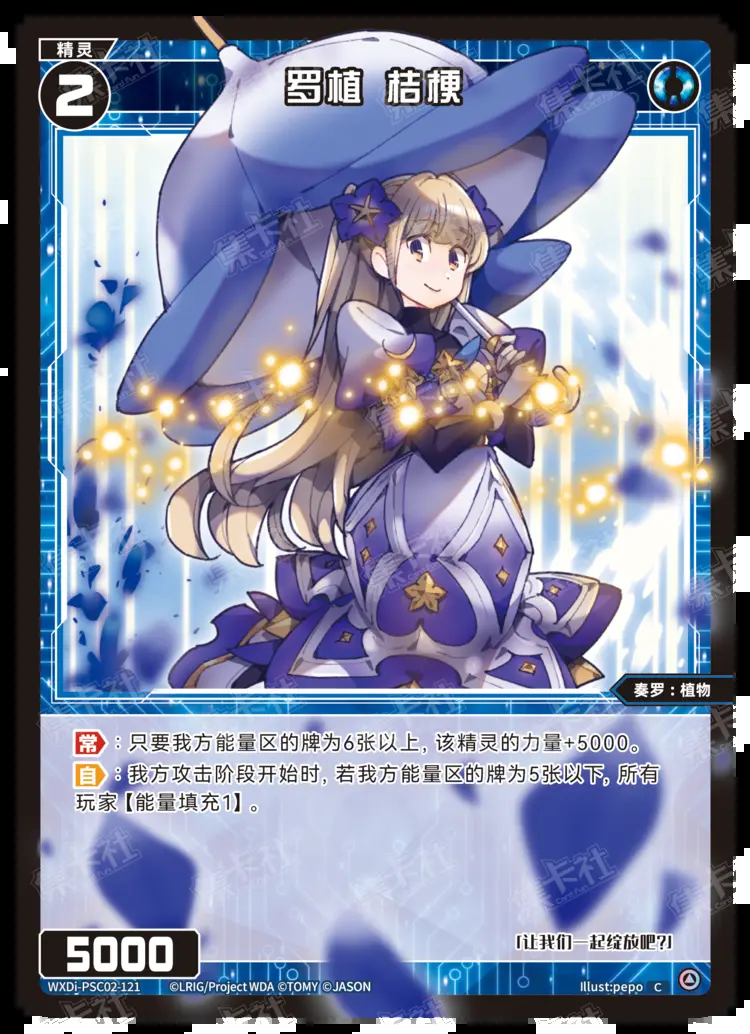 精灵
2
罗植 桔梗
奏罗：植物
常：只要我方能量区的牌为6张以上, 该精灵的力量+5000。
自：我方攻击阶段开始时, 若我方能量区的牌为5张以下, 所有
玩家【能量填充1】。
「让我们一起绽放吧?」
5000
WXDi-PSC02-121 ©LRIG/Project WDA ©TOMY ©JASON Illust:pepo C
集卡社